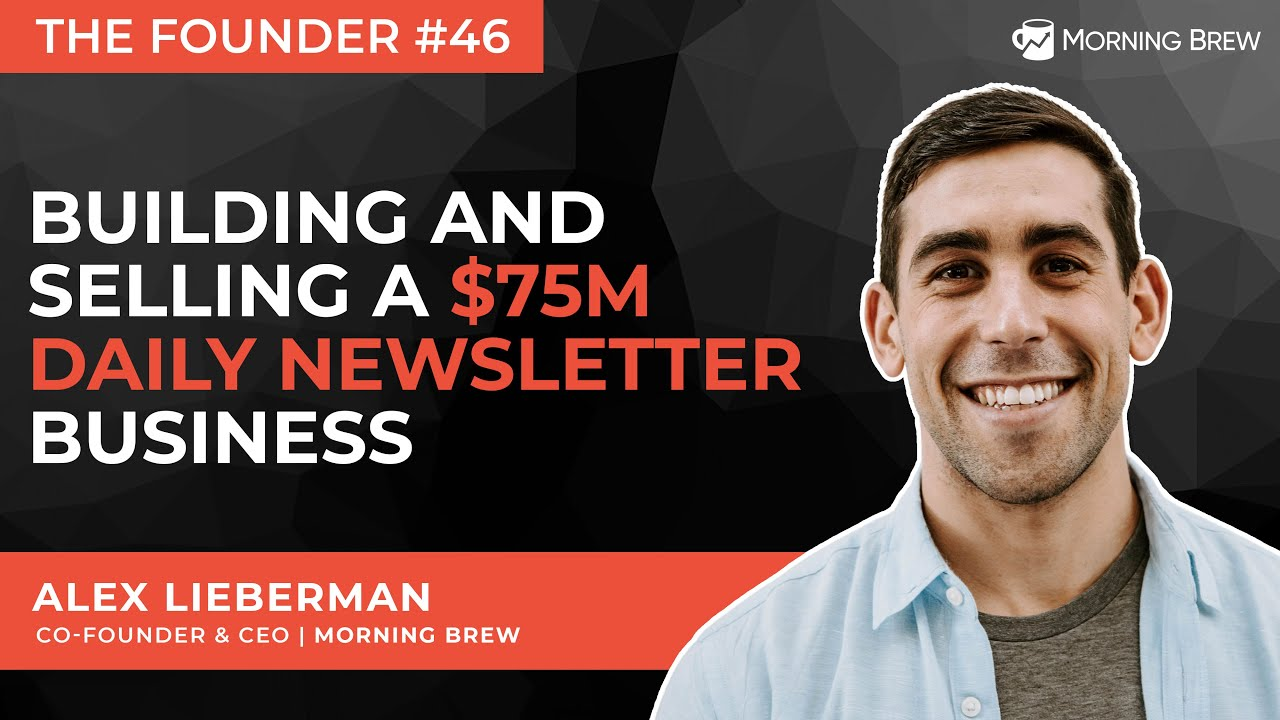 THE FOUNDER #46
MORNING BREW
BUILDING AND
SELLING A $75M
DAILY NEWSLETTER
BUSINESS
ALEX LIEBERMAN
CO-FOUNDER & CEO | MORNING BREW